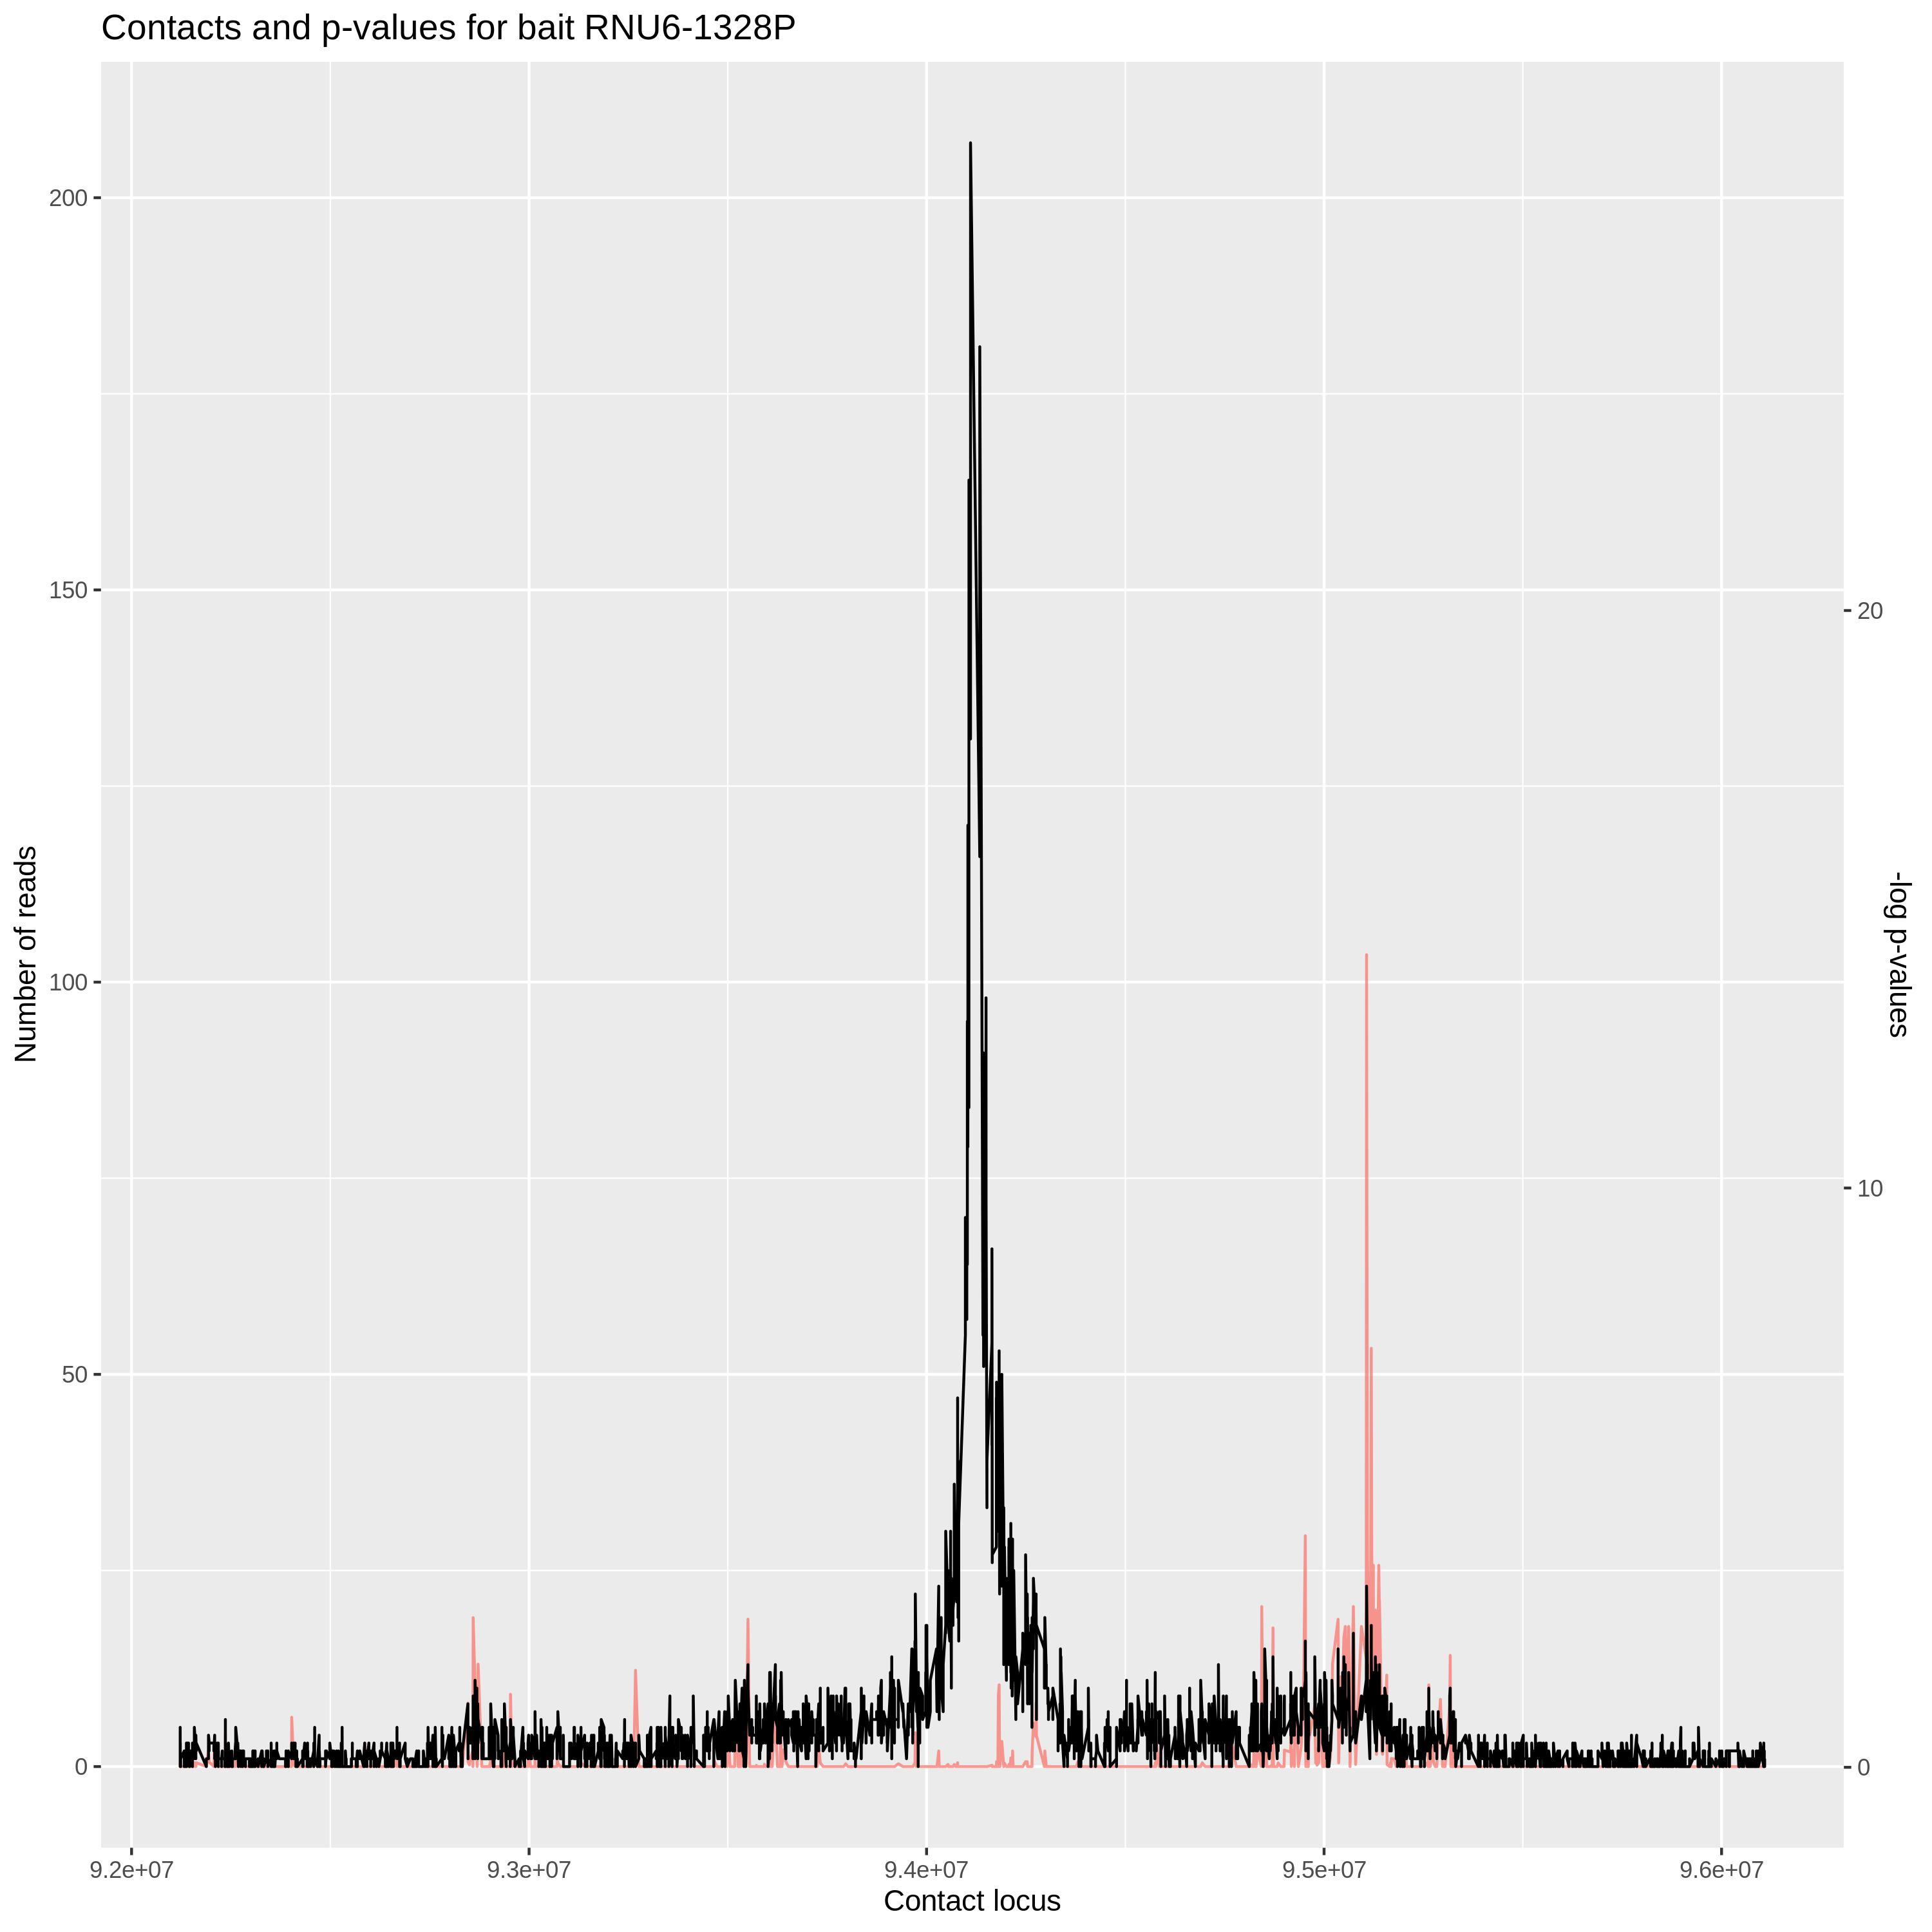 Contacts and p-values for bait RNU6-1328P
200
150
100
50
0
Number of reads
20
10
0
-log p-values
9.2e+07
9.3e+07
9.4e+07
9.5e+07
9.6e+07
Contact locus